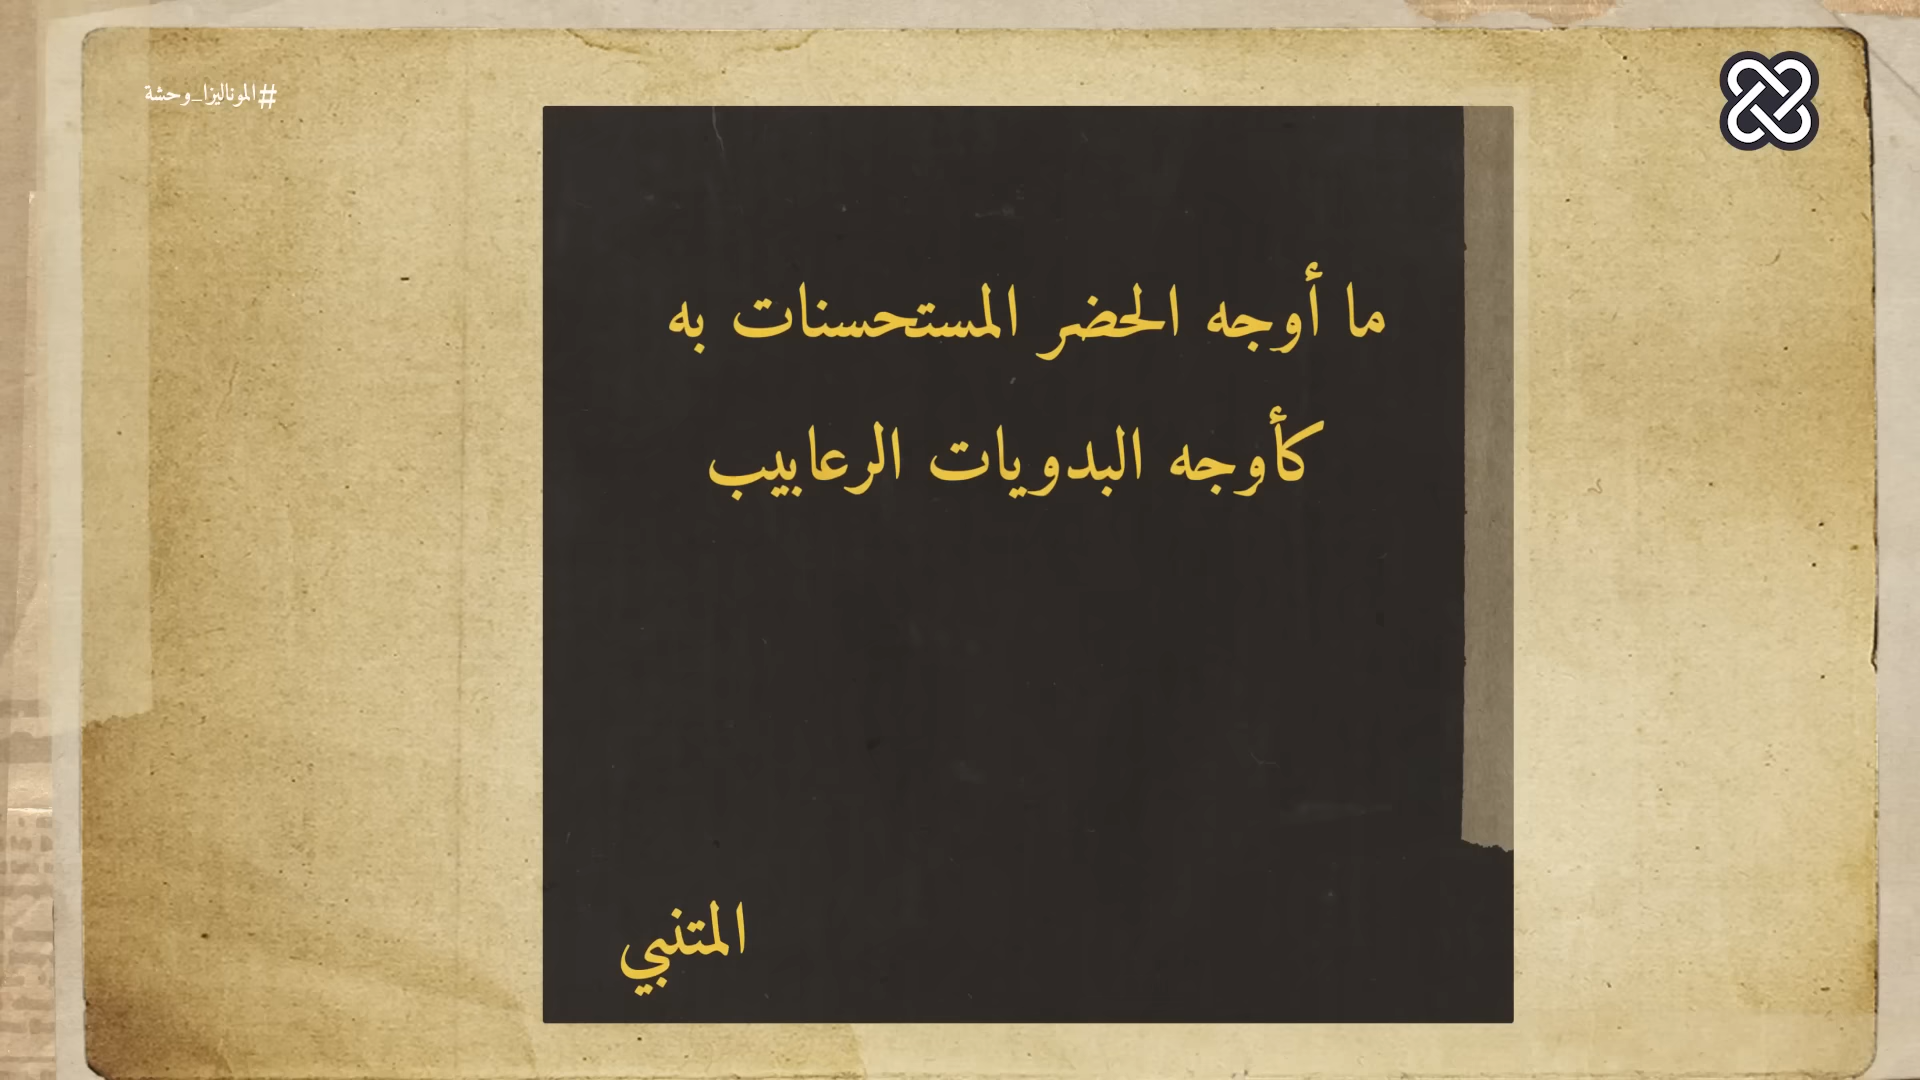 #الموناليزا_وحشة
ما أوجه الحضر المستحسنات به
كأوجه البدويات الرعابيب
المتنبي